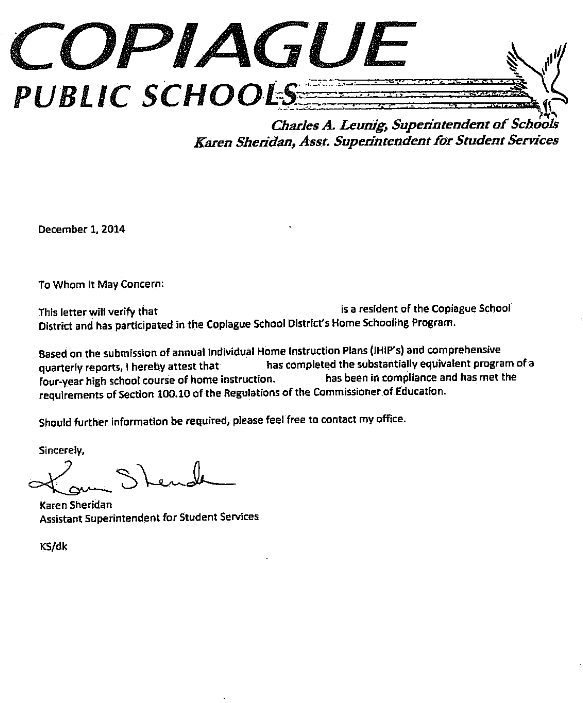 COPIAGUE
PUBLIC SCHOOLS
Charles A. Leunig, Superintendent of Schools
Karen Sheridan, Asst. Superintendent for Student Services
December 1, 2014
To Whom It May Concern:
This letter will verify that is a resident of the Copiague School
District and has participated in the Copiague School District's Home Schooling Program.
Based on the submission of annual Individual Home Instruction Plans (IHIP's) and comprehensive
quarterly reports, I hereby attest that has completed the substantially equivalent program of a
four-year high school course of home instruction. has been in compliance and has met the
requirements of Section 100.10 of the Regulations of the Commissioner of Education.
Should further information be required, please feel free to contact my office.
Sincerely,
Karen Sheridan
Karen Sheridan
Assistant Superintendent for Student Services
KS/dk